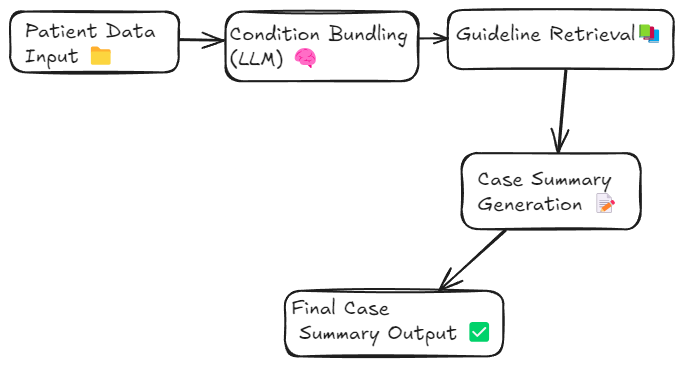 Patient Data
Input 📁
Condition Bundling
(LLM) 🧠
Guideline Retrieval📚
Case Summary
Generation 📝
Final Case
Summary Output ✅